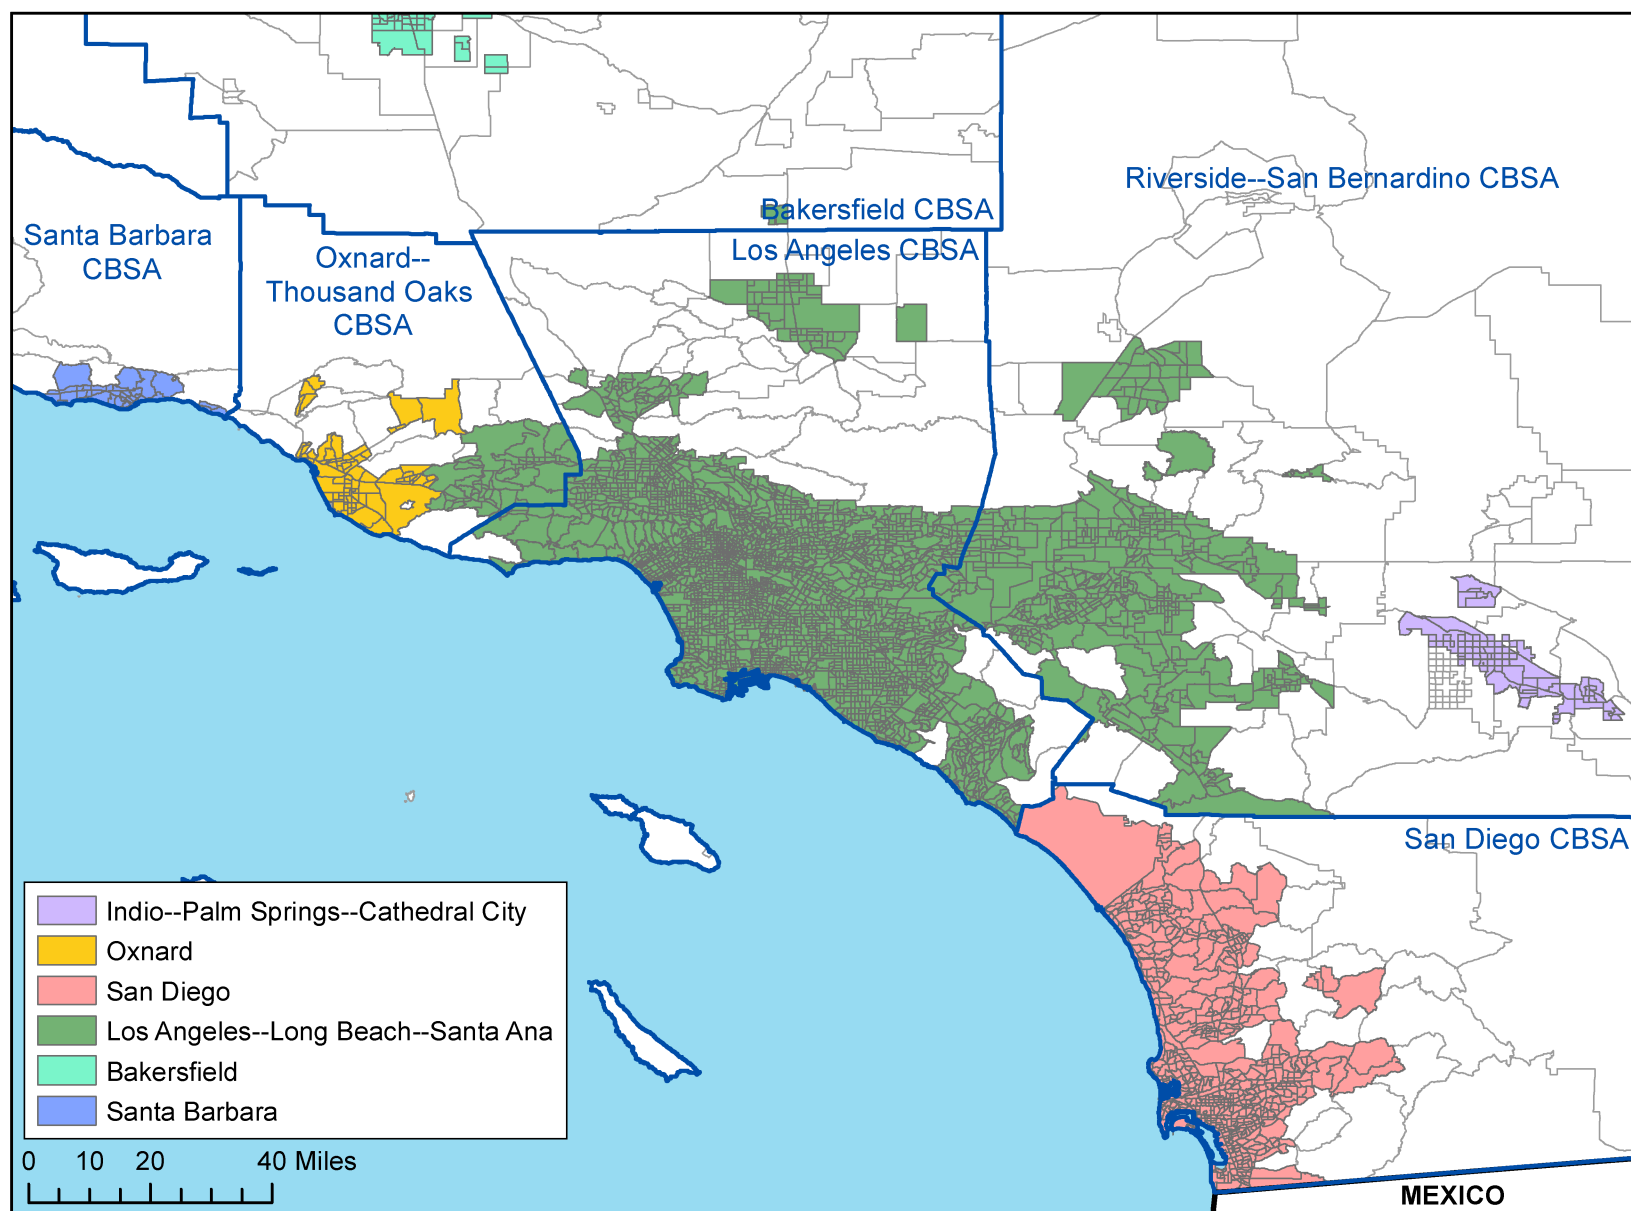 Riverside--San Bernardino CBSA
Bakersfield CBSA
Santa Barbara
CBSA
Los Angeles CBSA
Oxnard--
Thousand Oaks
CBSA
San Diego CBSA
Indio--Palm Springs--Cathedral City
Oxnard
San Diego
Los Angeles--Long Beach--Santa Ana
Bakersfield
Santa Barbara
0 10 20 40 Miles
MEXICO